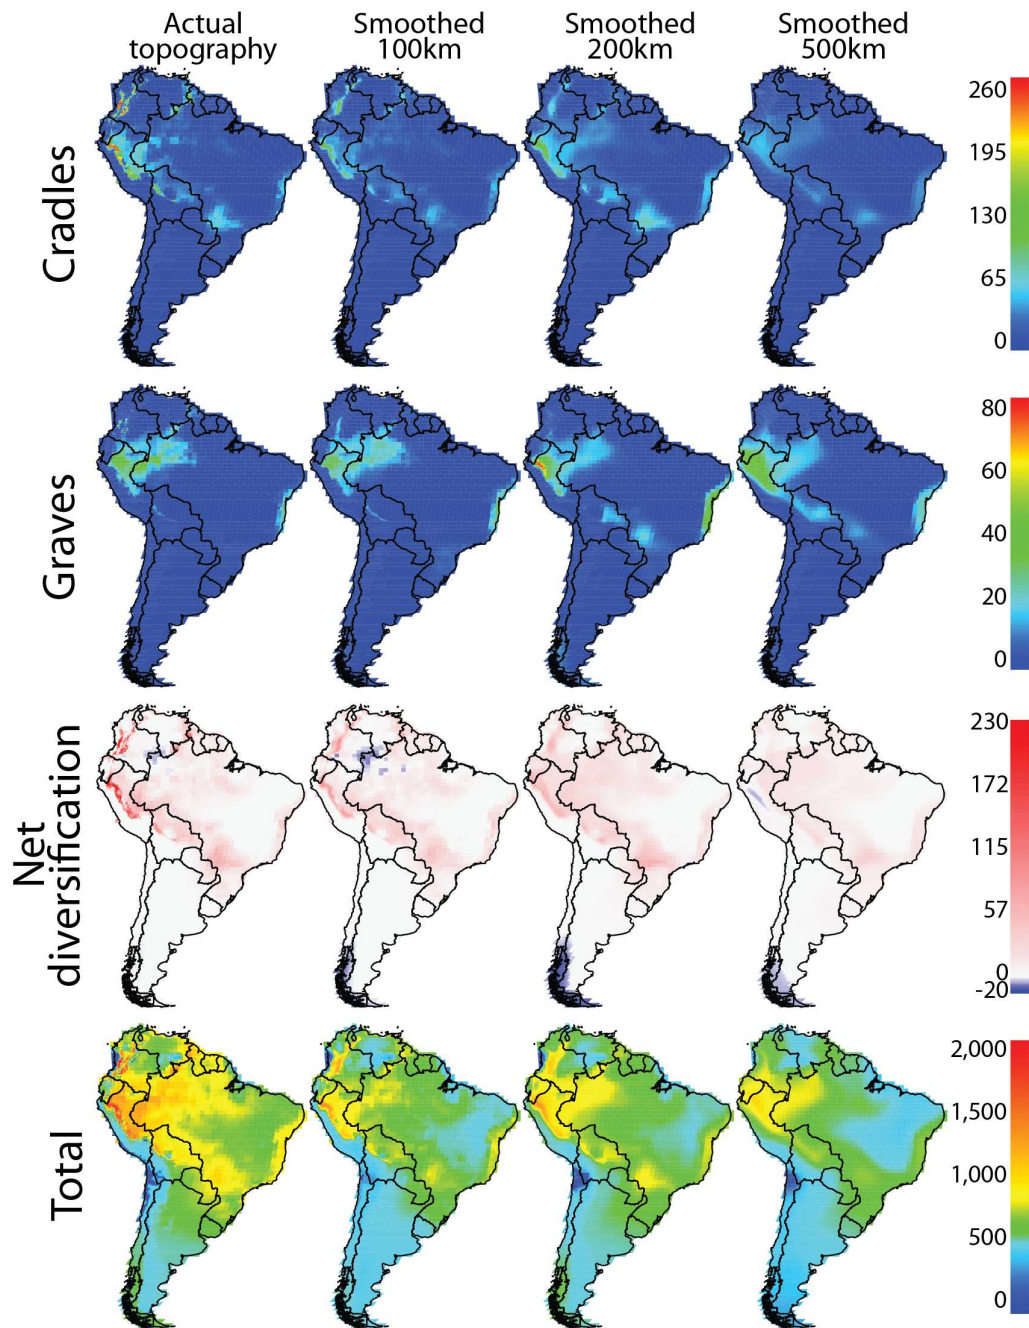 Actual
topography
Smoothed
100km
Smoothed
200km
Smoothed
500km
Cradles
260
195
130
65
0
Graves
80
60
40
20
0
Net
diversification
230
172
115
57
0
-20
Total
2,000
1,500
1,000
500
0